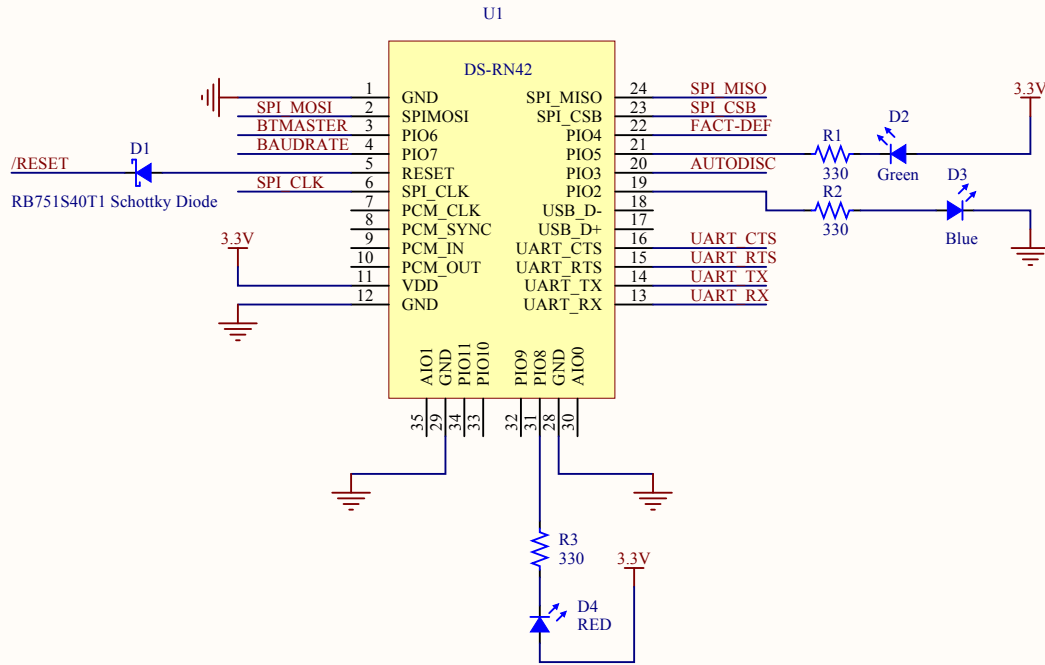 U1
DS-RN42
1 GND
SPI_MOSI 2 SPIMOSI
BTMASTER 3 PIO6
BAUDRATE 4 PIO7
/RESET D1 5 RESET
RB751S40T1 Schottky Diode
SPI_CLK 6 SPI_CLK
7 PCM_CLK
8 PCM_SYNC
9 PCM_IN
10 PCM_OUT
3.3V
11 VDD
12 GND
SPI_MISO 24 SPI_MISO
SPI_CSB 23 SPI_CSB
PIO4 22 FACT-DEF
PIO5 21
PIO3 20 AUTODISC
PIO2 19
USB_D- 18
USB_D+ 17
UART_CTS 16 UART_CTS
UART_RTS 15 UART_RTS
UART_TX 14 UART_TX
UART_RX 13 UART_RX
R1
330
D2
Green
3.3V
R2
330
D3
Blue
AIO1 35
GND 29
PIO11 34
PIO10 33
PIO9 32
PIO8 31
GND 28
AIO0 30
R3
330
3.3V
D4
RED